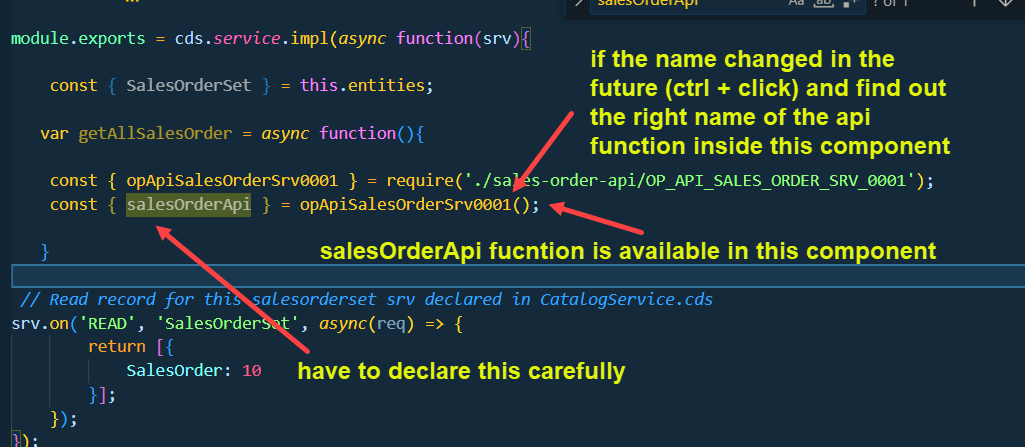 salesOrderApi Aa ab ? of 1
module.exports = cds.service.impl(async function(srv){
if the name changed in the
future (ctrl + click) and find out
the right name of the api
function inside this component
const { SalesOrderSet } = this.entities;
var getAllSalesOrder = async function(){
const { opApiSalesOrderSrv0001 } = require('./sales-order-api/OP_API_SALES_ORDER_SRV_0001');
const { salesOrderApi } = opApiSalesOrderSrv0001();
}
salesOrderApi fucntion is available in this component
// Read record for this salesorderset srv declared in CatalogService.cds
srv.on('READ', 'SalesOrderSet', async(req) => {
return [{
SalesOrder: 10
have to declare this carefully
}];
});
});